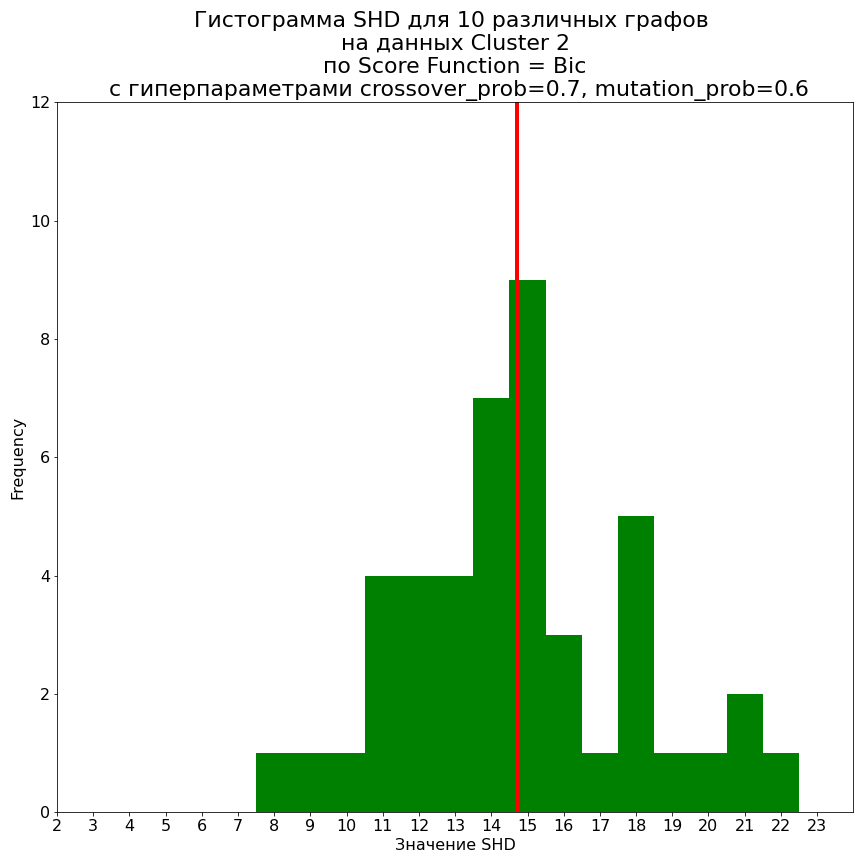 Гистограмма SHD для 10 различных графов
на данных Cluster 2
по Score Function = Bic
с гиперпараметрами crossover_prob=0.7, mutation_prob=0.6
12
10
8
6
4
2
0
Frequency
2 3 4 5 6 7 8 9 10 11 12 13 14 15 16 17 18 19 20 21 22 23
Значение SHD